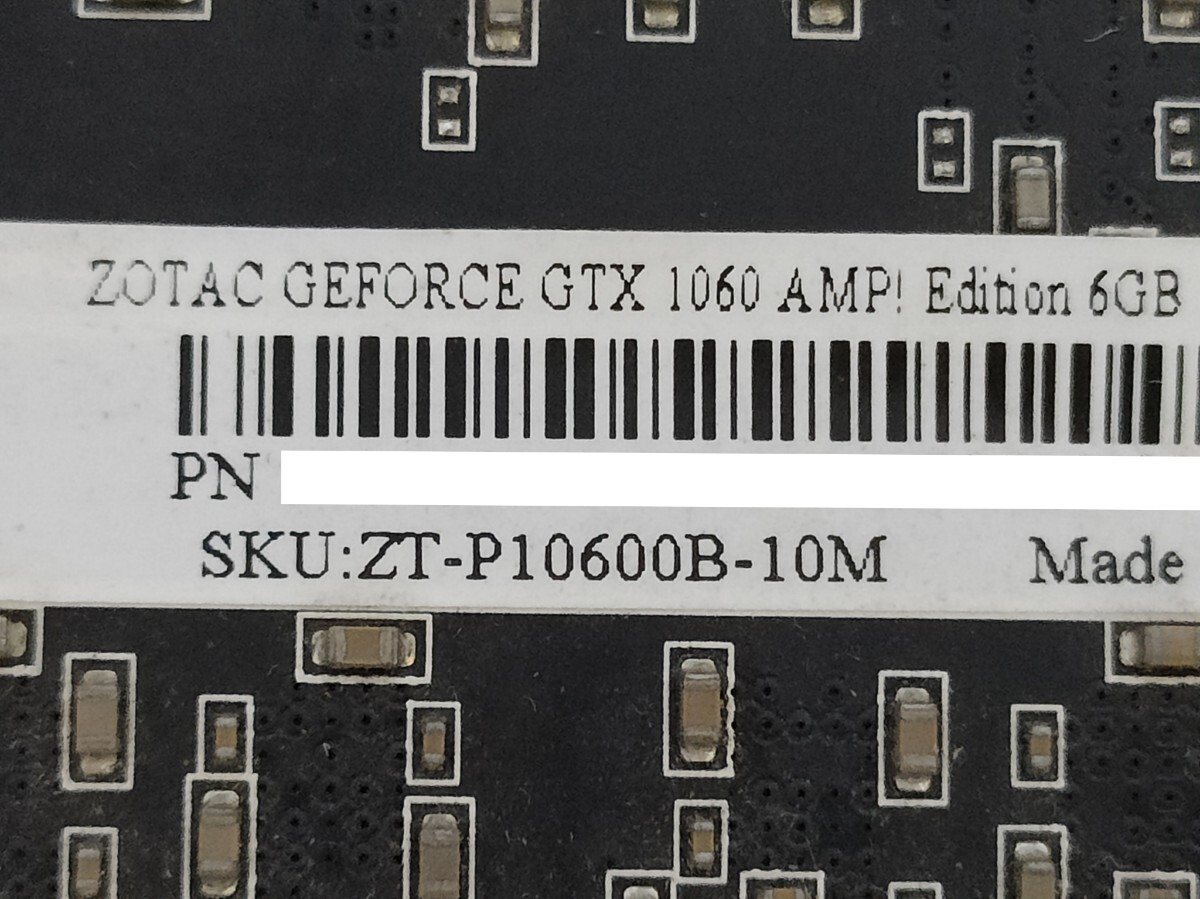 ZOTAC GEFORCE GTX 1060 AMP! Edition 6GB
PN
SKU:ZT-P10600B-10M Made